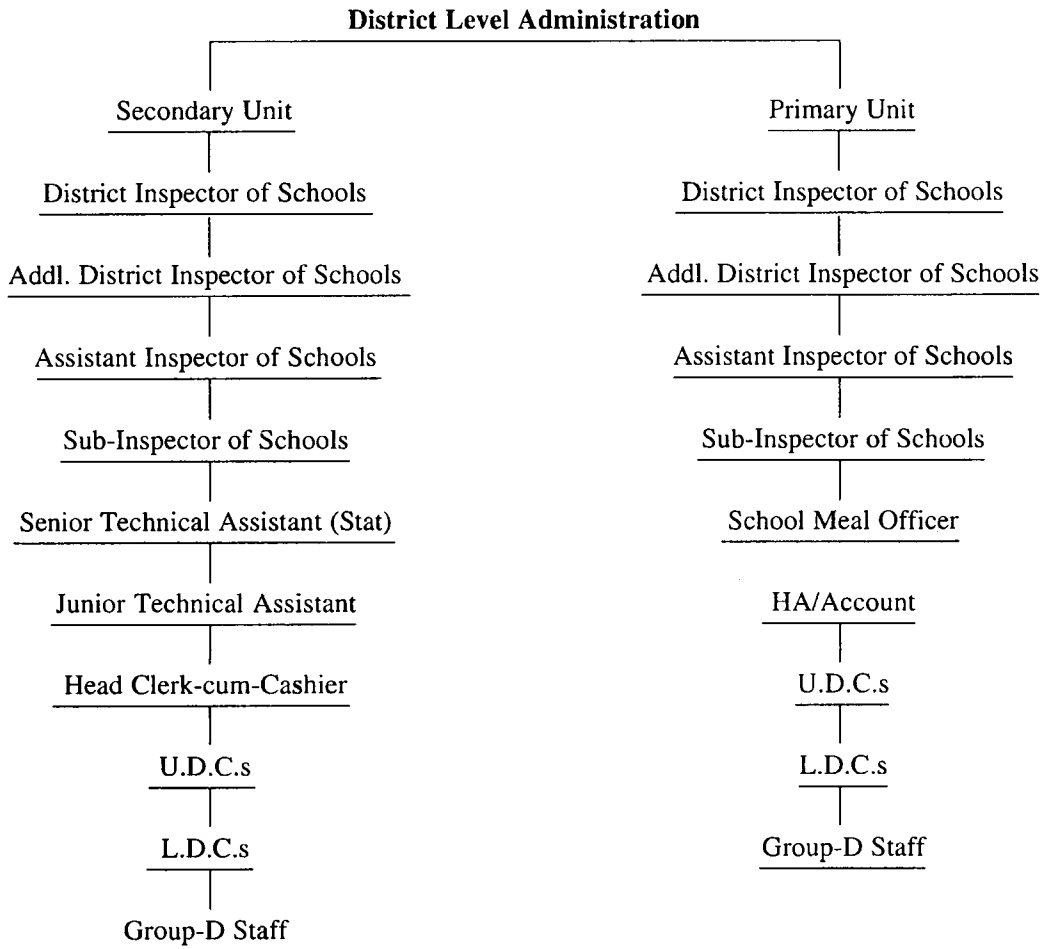 District Level Administration
Secondary Unit
District Inspector of Schools
Addl. District Inspector of Schools
Assistant Inspector of Schools
Sub-Inspector of Schools
Senior Technical Assistant (Stat)
Junior Technical Assistant
Head Clerk-cum-Cashier
U.D.C.s
L.D.C.s
Group-D Staff
Primary Unit
District Inspector of Schools
Addl. District Inspector of Schools
Assistant Inspector of Schools
Sub-Inspector of Schools
School Meal Officer
HA/Account
U.D.C.s
L.D.C.s
Group-D Staff